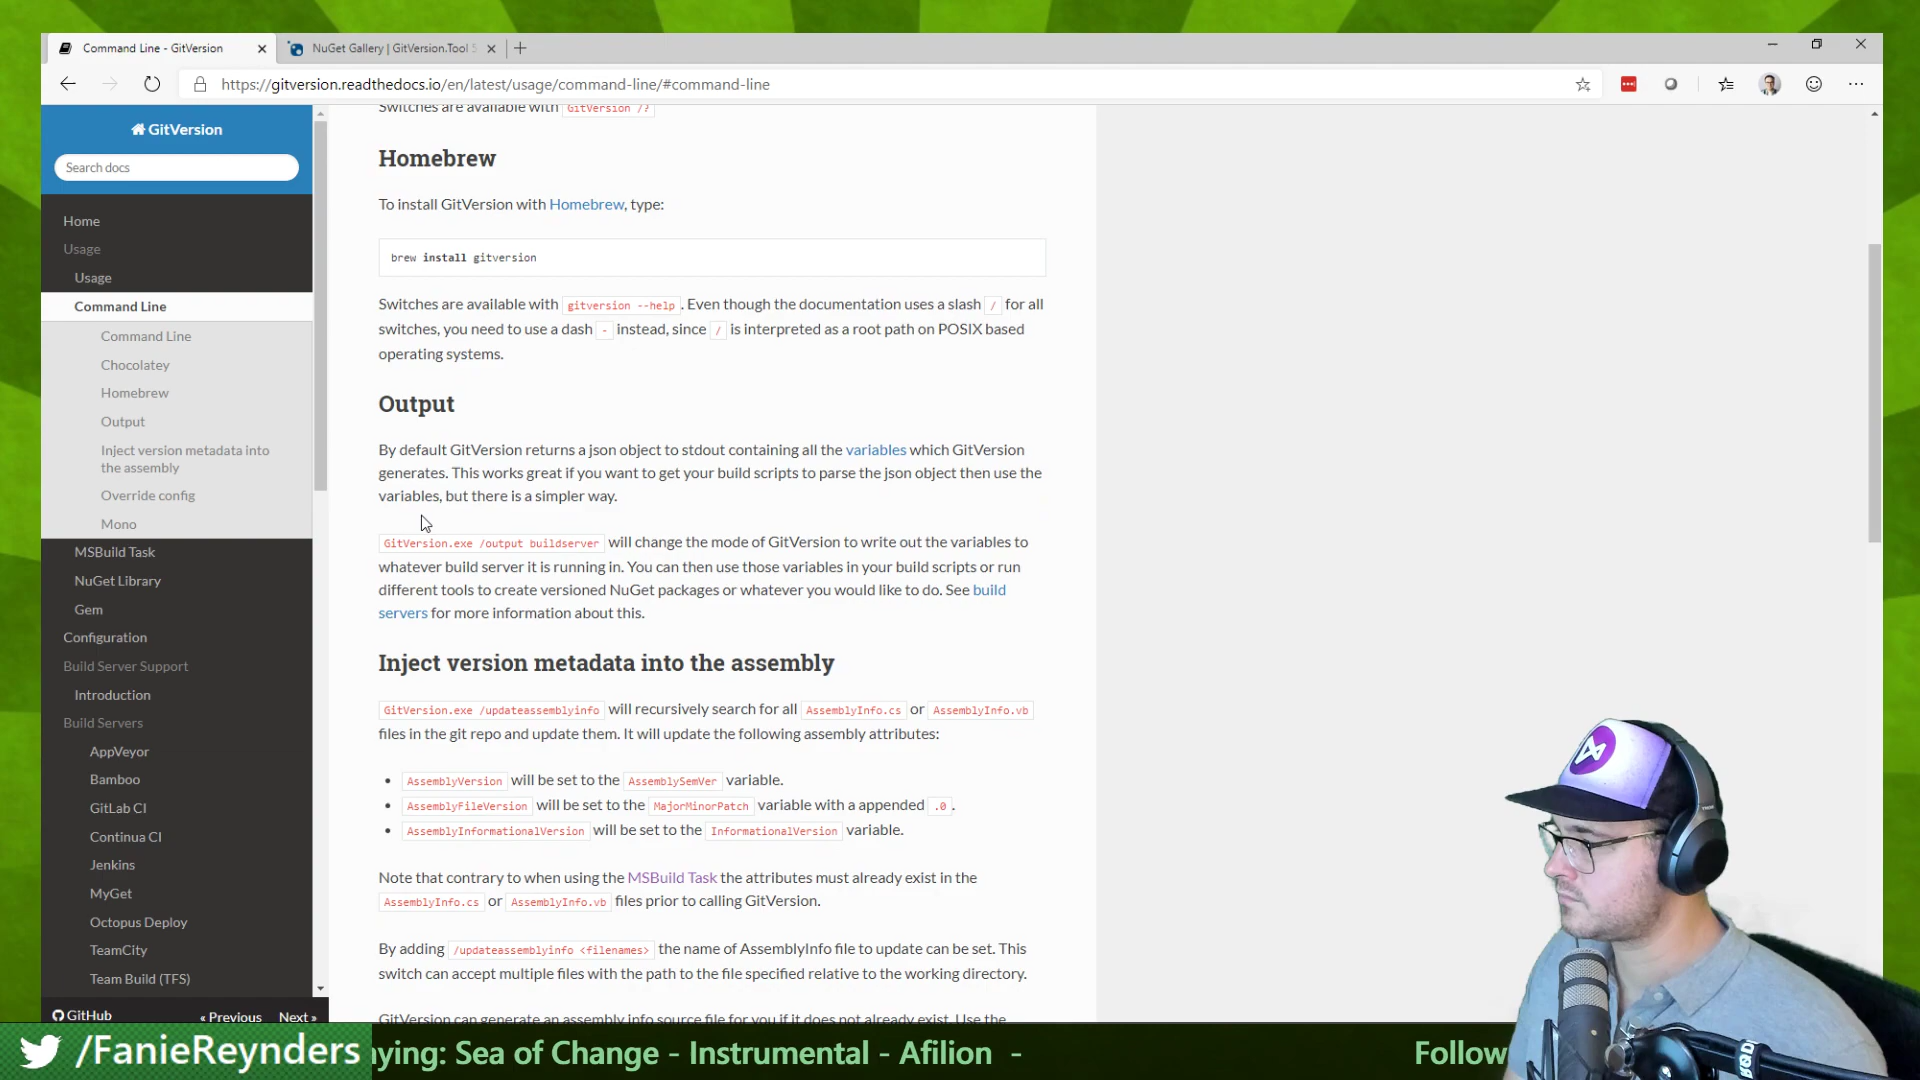 Command Line - GitVersion
NuGet Gallery | GitVersion.Tool
https://gitversion.readthedocs.io/en/latest/usage/command-line/#command-line
GitVersion
Search docs
Home
Usage
Usage
Command Line
Command Line
Chocolatey
Homebrew
Output
Inject version metadata into
the assembly
Override config
Mono
MSBuild Task
NuGet Library
Gem
Configuration
Build Server Support
Introduction
Build Servers
AppVeyor
Bamboo
GitLab CI
Continua CI
Jenkins
MyGet
Octopus Deploy
TeamCity
Team Build (TFS)
GitHub
« Previous
Next »
Switches are available with GitVersion /?
Homebrew
To install GitVersion with Homebrew, type:
brew install gitversion
Switches are available with gitversion --help. Even though the documentation uses a slash / for all
switches, you need to use a dash - instead, since / is interpreted as a root path on POSIX based
operating systems.
Output
By default GitVersion returns a json object to stdout containing all the variables which GitVersion
generates. This works great if you want to get your build scripts to parse the json object then use the
variables, but there is a simpler way.
GitVersion.exe /output buildserver will change the mode of GitVersion to write out the variables to
whatever build server it is running in. You can then use those variables in your build scripts or run
different tools to create versioned NuGet packages or whatever you would like to do. See build
servers for more information about this.
Inject version metadata into the assembly
GitVersion.exe /updateassemblyinfo will recursively search for all AssemblyInfo.cs or AssemblyInfo.vb
files in the git repo and update them. It will update the following assembly attributes:
• AssemblyVersion will be set to the AssemblySemVer variable.
• AssemblyFileVersion will be set to the MajorMinorPatch variable with a appended .0.
• AssemblyInformationalVersion will be set to the InformationalVersion variable.
Note that contrary to when using the MSBuild Task the attributes must already exist in the
AssemblyInfo.cs or AssemblyInfo.vb files prior to calling GitVersion.
By adding /updateassemblyinfo <filenames> the name of AssemblyInfo file to update can be set. This
switch can accept multiple files with the path to the file specified relative to the working directory.
GitVersion can generate an assembly info source file for you if it does not already exist. Use the
/FanieReynders
aying: Sea of Change - Instrumental - Afilion -
Follow